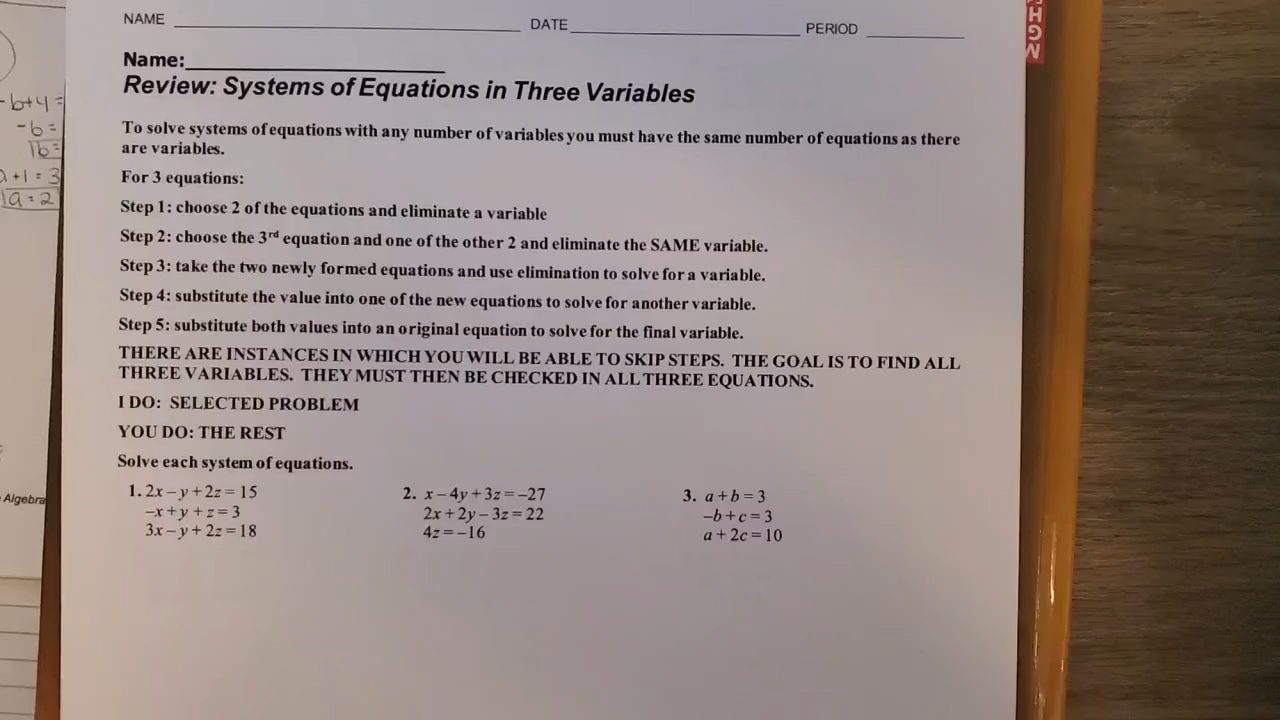 NAME DATE PERIOD
Name:
Review: Systems of Equations in Three Variables
To solve systems of equations with any number of variables you must have the same number of equations as there
are variables.
For 3 equations:
Step 1: choose 2 of the equations and eliminate a variable
Step 2: choose the 3rd equation and one of the other 2 and eliminate the SAME variable.
Step 3: take the two newly formed equations and use elimination to solve for a variable.
Step 4: substitute the value into one of the new equations to solve for another variable.
Step 5: substitute both values into an original equation to solve for the final variable.
THERE ARE INSTANCES IN WHICH YOU WILL BE ABLE TO SKIP STEPS. THE GOAL IS TO FIND ALL
THREE VARIABLES. THEY MUST THEN BE CHECKED IN ALL THREE EQUATIONS.
I DO: SELECTED PROBLEM
YOU DO: THE REST
Solve each system of equations.
1. 2x – y + 2z = 15
–x + y + z = 3
3x – y + 2z = 18
2. x – 4y + 3z = –27
2x + 2y – 3z = 22
4z = –16
3. a + b = 3
–b + c = 3
a + 2c = 10
-b+4=
-b=
b=
a+1=3
a=2
Algebra